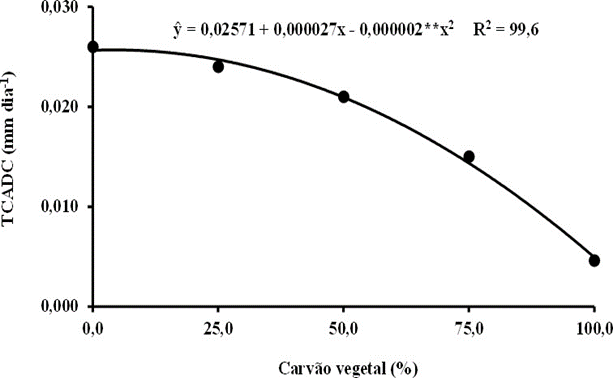 ŷ = 0,02571 + 0,000027x - 0,000002**x² R² = 99,6
TCADC (mm dia⁻¹)
0,030
0,020
0,010
0,000
0,0 25,0 50,0 75,0 100,0
Carvão vegetal (%)